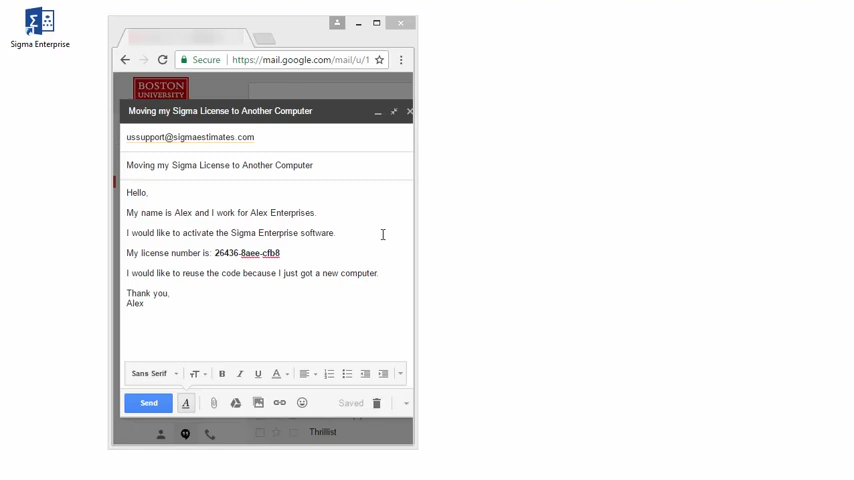 Sigma Enterprise
Secure
https://mail.google.com/mail/u/1
BOSTON
UNIVERSITY
Moving my Sigma License to Another Computer
ussupport@sigmaestimates.com
Moving my Sigma License to Another Computer
Hello,
My name is Alex and I work for Alex Enterprises.
I would like to activate the Sigma Enterprise software.
My license number is: 26436-8aee-cfb8
I would like to reuse the code because I just got a new computer.
Thank you,
Alex
Sans Serif
Send
Saved
Thrillist